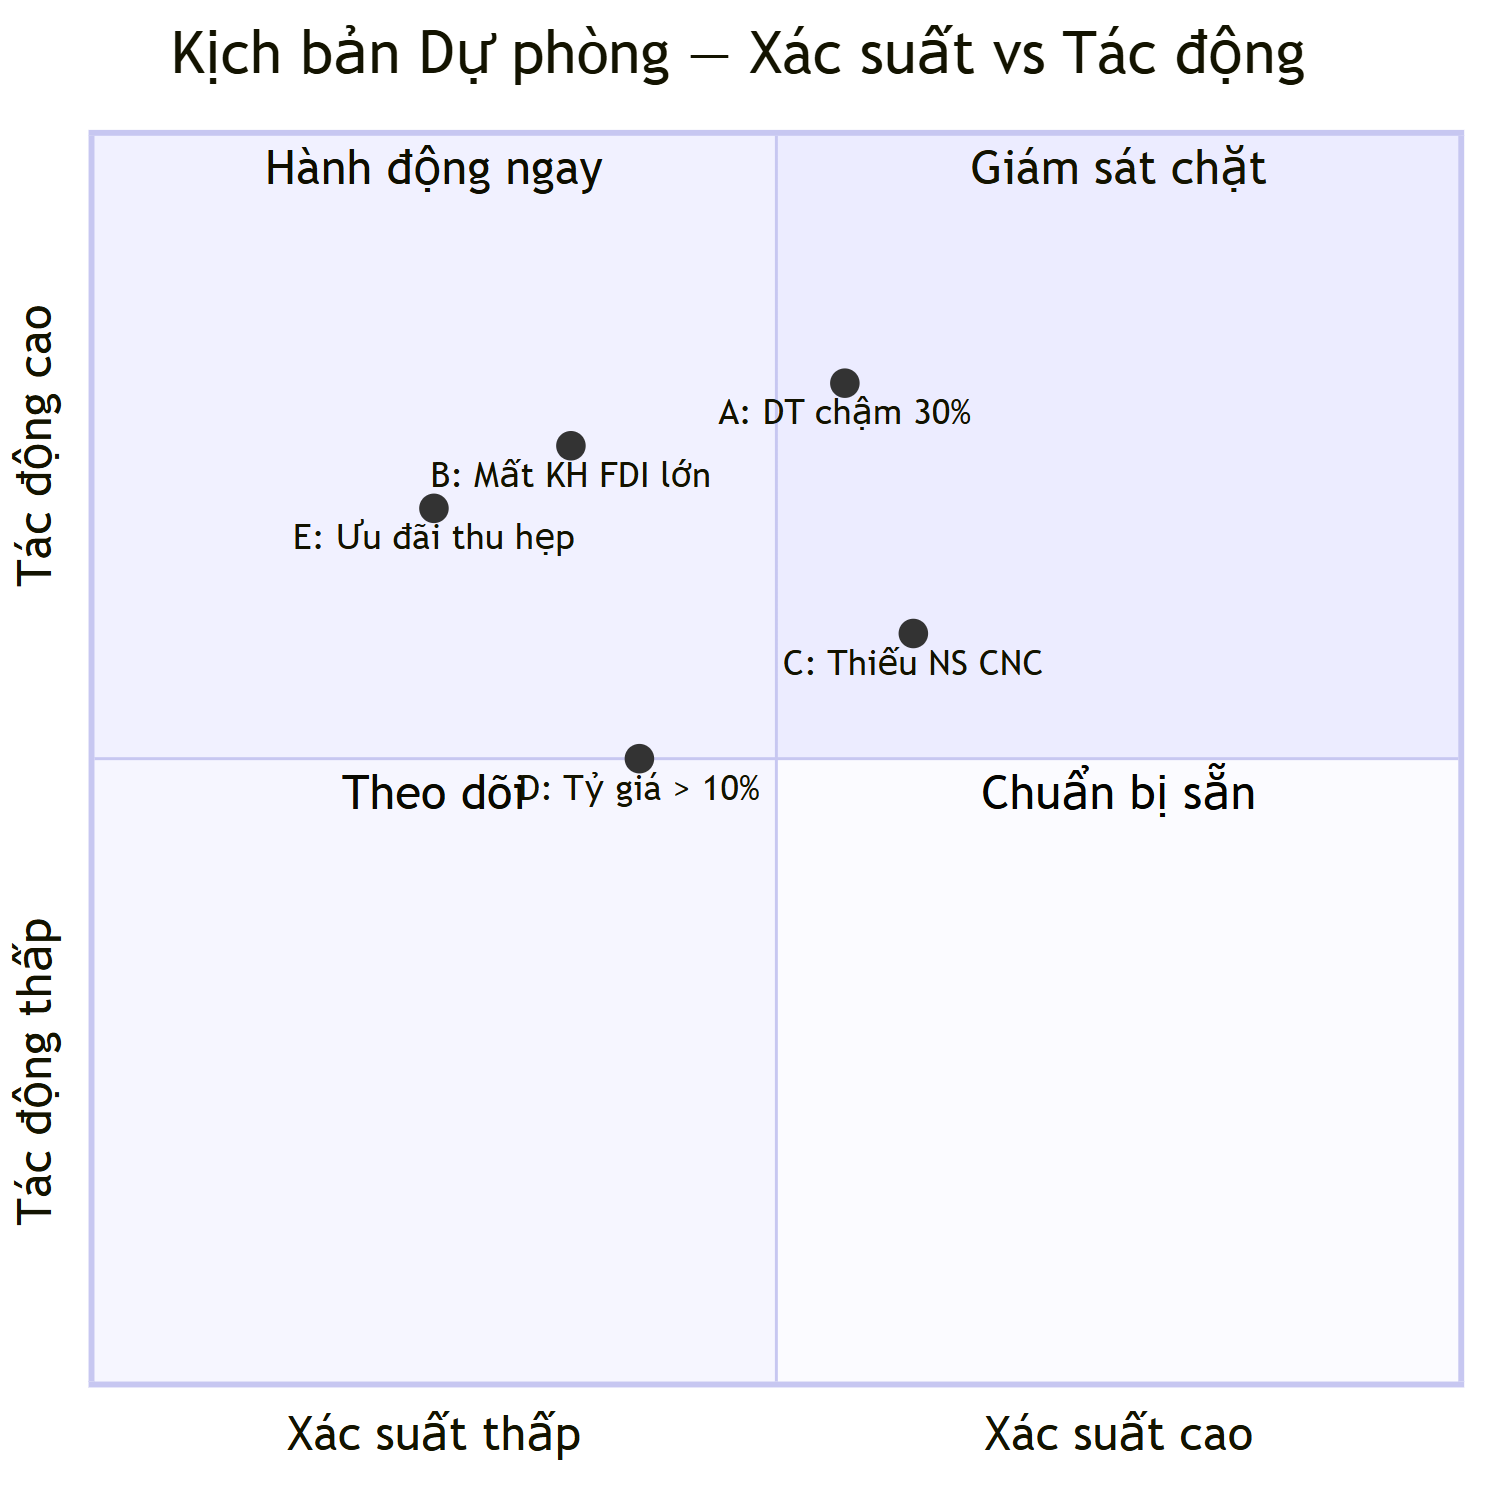 Kịch bản Dự phòng — Xác suất vs Tác động
Hành động ngay
Giám sát chặt
Tác động cao
A: DT chậm 30%
B: Mất KH FDI lớn
E: Ưu đãi thu hẹp
C: Thiếu NS CNC
Theo dõi
D: Tỷ giá > 10%
Chuẩn bị sẵn
Tác động thấp
Xác suất thấp
Xác suất cao